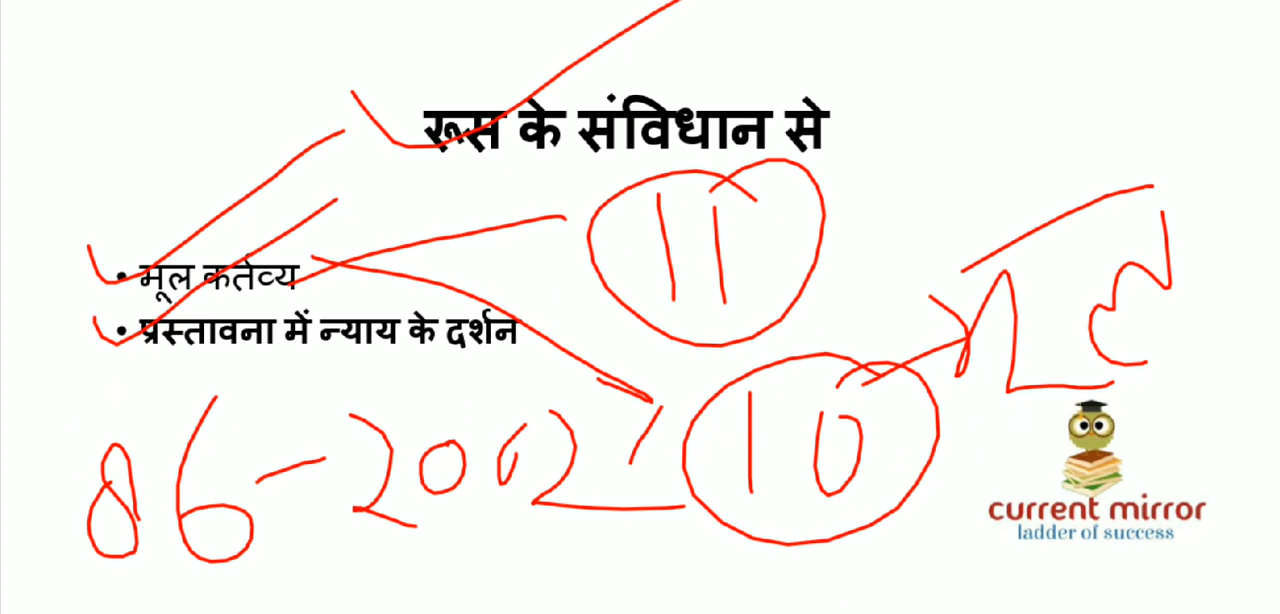 रूस के संविधान से
11
• मूल कर्तव्य
• प्रस्तावना में न्याय के दर्शन
10
86-2002
current mirror
ladder of success